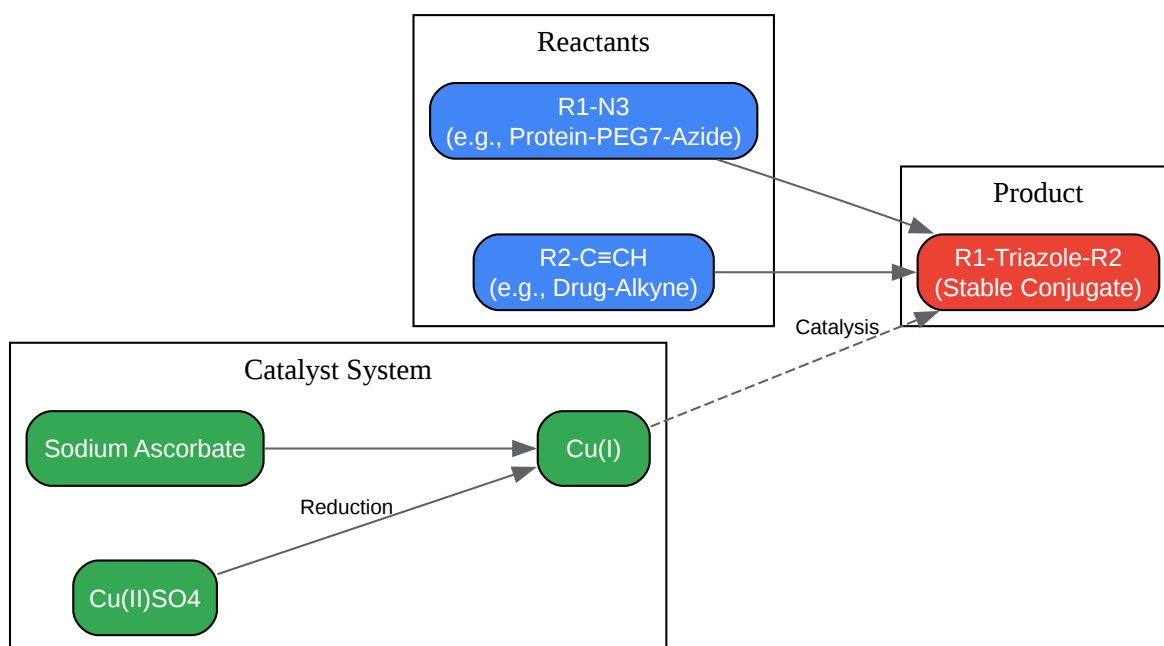 Reactants
R1-N3
(e.g., Protein-PEG7-Azide)
R2-C≡CH
(e.g., Drug-Alkyne)
Product
R1-Triazole-R2
(Stable Conjugate)
Catalysis
Catalyst System
Sodium Ascorbate
Cu(I)
Reduction
Cu(II)SO4